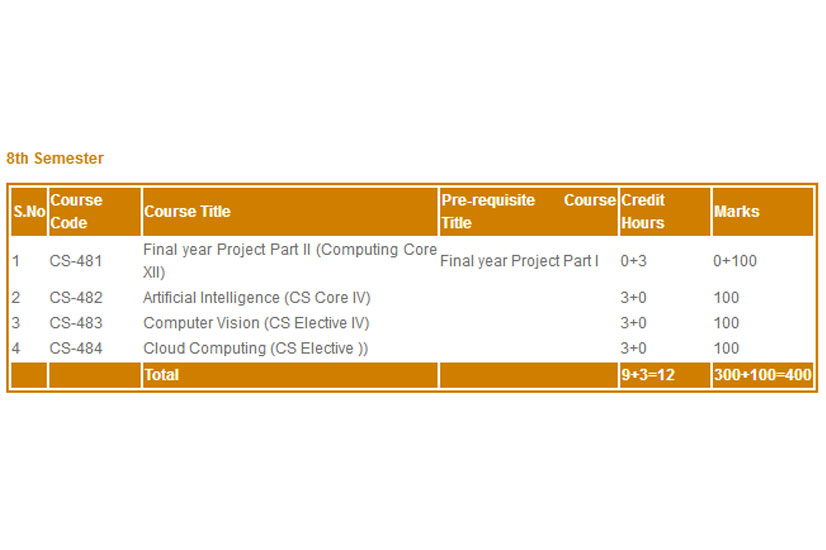 8th Semester
S.No Course Code Course Title Pre-requisite Course Title Credit Hours Marks
1 CS-481 Final year Project Part II (Computing Core XII) Final year Project Part I 0+3 0+100
2 CS-482 Artificial Intelligence (CS Core IV) 3+0 100
3 CS-483 Computer Vision (CS Elective IV) 3+0 100
4 CS-484 Cloud Computing (CS Elective )) 3+0 100
Total 9+3=12 300+100=400